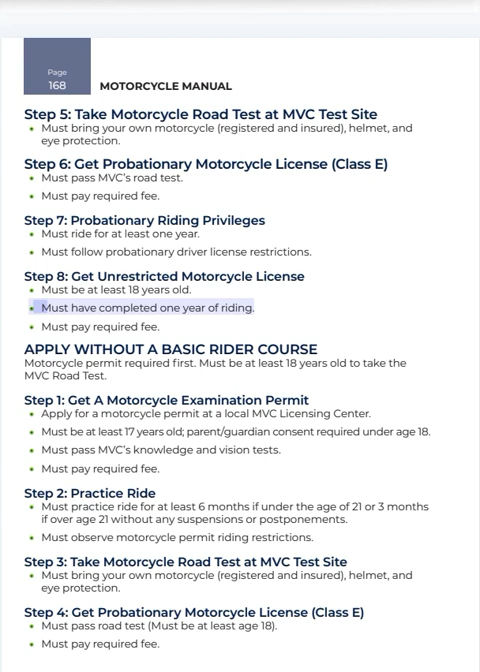 Page
168
MOTORCYCLE MANUAL
Step 5: Take Motorcycle Road Test at MVC Test Site
• Must bring your own motorcycle (registered and insured), helmet, and
eye protection.
Step 6: Get Probationary Motorcycle License (Class E)
• Must pass MVC's road test.
• Must pay required fee.
Step 7: Probationary Riding Privileges
• Must ride for at least one year.
• Must follow probationary driver license restrictions.
Step 8: Get Unrestricted Motorcycle License
• Must be at least 18 years old.
• Must have completed one year of riding.
• Must pay required fee.
APPLY WITHOUT A BASIC RIDER COURSE
Motorcycle permit required first. Must be at least 18 years old to take the
MVC Road Test.
Step 1: Get A Motorcycle Examination Permit
• Apply for a motorcycle permit at a local MVC Licensing Center.
• Must be at least 17 years old; parent/guardian consent required under age 18.
• Must pass MVC's knowledge and vision tests.
• Must pay required fee.
Step 2: Practice Ride
• Must practice ride for at least 6 months if under the age of 21 or 3 months
if over age 21 without any suspensions or postponements.
• Must observe motorcycle permit riding restrictions.
Step 3: Take Motorcycle Road Test at MVC Test Site
• Must bring your own motorcycle (registered and insured), helmet, and
eye protection.
Step 4: Get Probationary Motorcycle License (Class E)
• Must pass road test (Must be at least age 18).
• Must pay required fee.